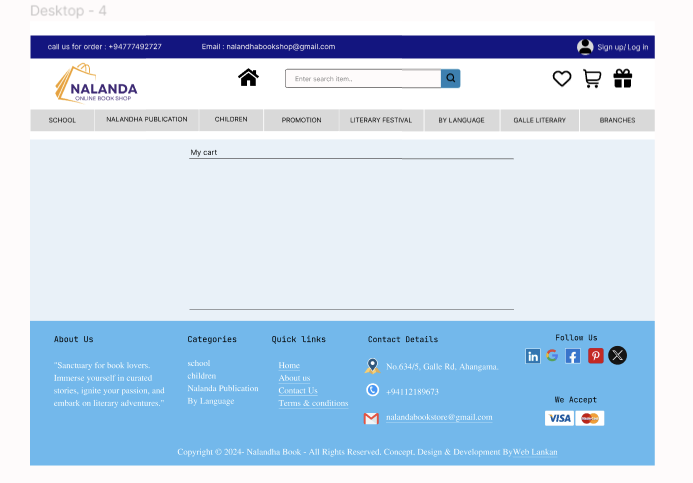 Desktop - 4
call us for order : +94777492727
Email : nalandhabookshop@gmail.com
Sign up/ Log in
NALANDA
ONLINE BOOK SHOP
Enter search item..
SCHOOL
NALANDHA PUBLICATION
CHILDREN
PROMOTION
LITERARY FESTIVAL
BY LANGUAGE
GALLE LITERARY
BRANCHES
My cart
About Us
"Sanctuary for book lovers.
Immerse yourself in curated
stories, ignite your passion, and
embark on literary adventures."
Categories
school
children
Nalanda Publication
By Language
Quick links
Home
About us
Contact Us
Terms & conditions
Contact Details
No.634/5, Galle Rd, Ahangama.
+94112189673
nalandabookstore@gmail.com
Follow Us
We Accept
VISA
MasterCard
Copyright © 2024- Nalandha Book - All Rights Reserved. Concept, Design & Development ByWeb Lankan